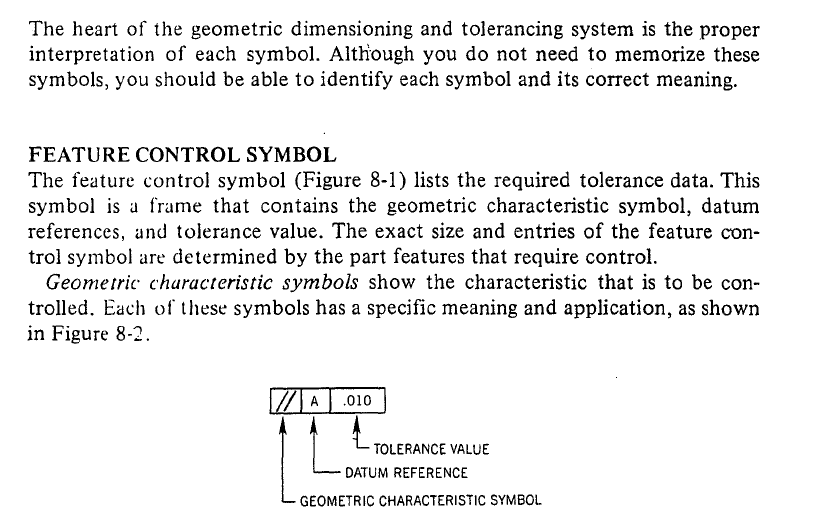 The heart of the geometric dimensioning and tolerancing system is the proper
interpretation of each symbol. Although you do not need to memorize these
symbols, you should be able to identify each symbol and its correct meaning.
FEATURE CONTROL SYMBOL
The feature control symbol (Figure 8-1) lists the required tolerance data. This
symbol is a frame that contains the geometric characteristic symbol, datum
references, and tolerance value. The exact size and entries of the feature con-
trol symbol are determined by the part features that require control.
Geometric characteristic symbols show the characteristic that is to be con-
trolled. Each of these symbols has a specific meaning and application, as shown
in Figure 8-2.
// A .010
TOLERANCE VALUE
DATUM REFERENCE
GEOMETRIC CHARACTERISTIC SYMBOL